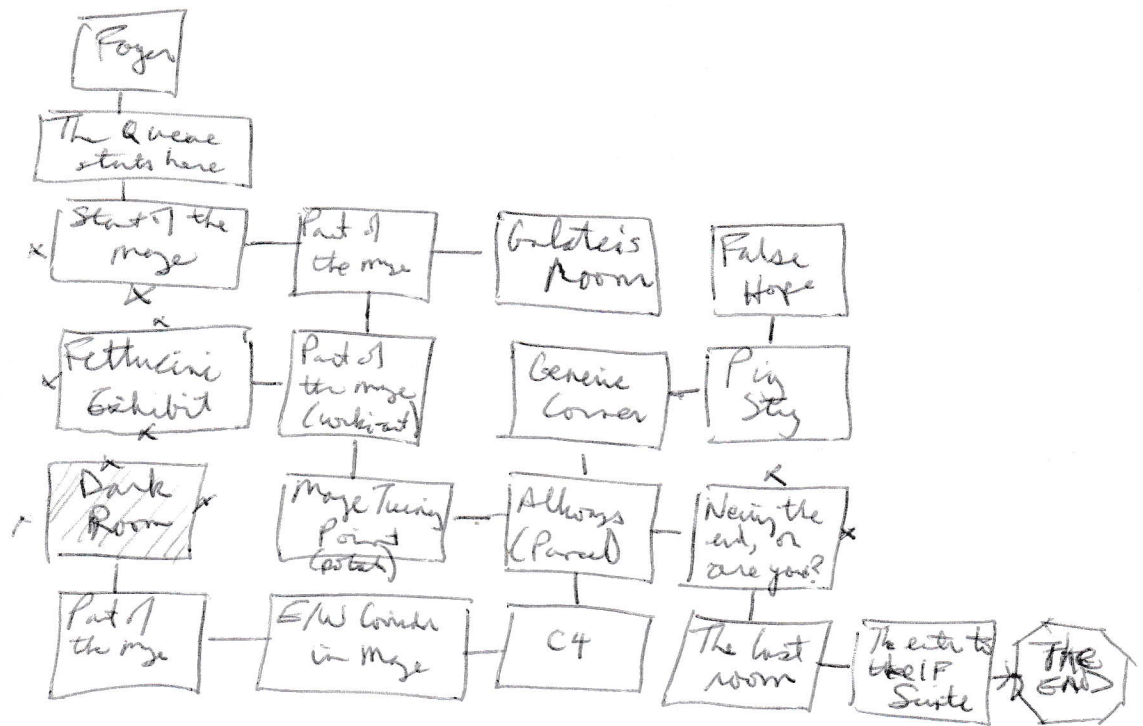 Foyer
The Queue
starts here
Start of the
maze
Part of
the maze
Galatea's
Room
False
Hope
Fettucini
Exhibit
Part of
the maze
Generic
Corner
Pig
Sty
Dark
Room
Maze Turning
Point
(potato)
(Parcel)
Nearing the
end, or
are you?
Part of
the maze
E/W Corridor
in Maze
C4
The last
room
The entr to
the IF
Suite
THE
END